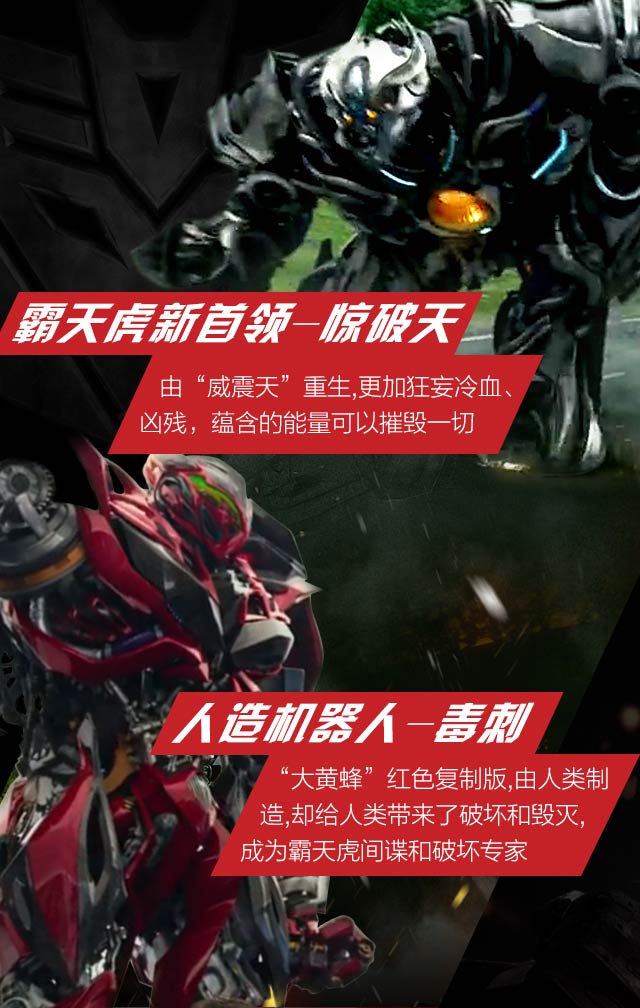 霸天虎新首领—惊破天
由“威震天”重生,更加狂妄冷血、
凶残，蕴含的能量可以摧毁一切
人造机器人—毒刺
“大黄蜂”红色复制版,由人类制
造,却给人类带来了破坏和毁灭,
成为霸天虎间谍和破坏专家